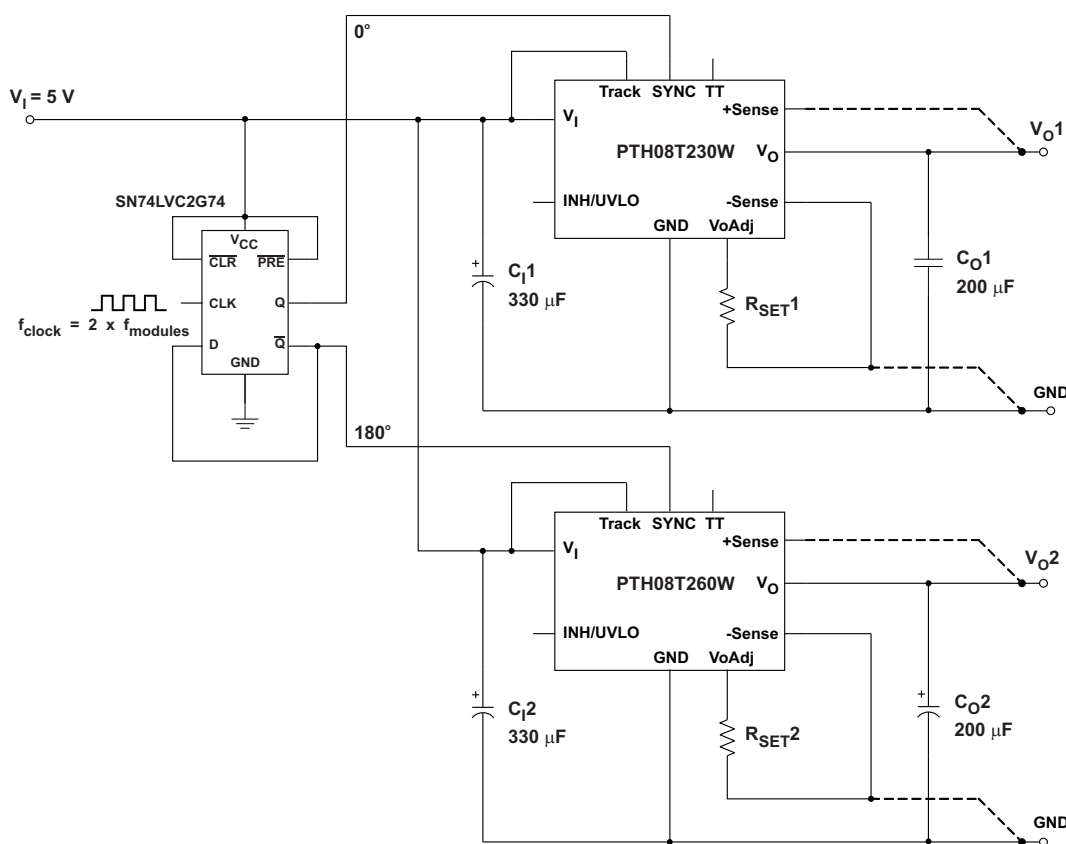 0°
V_I = 5 V
Track SYNC TT
V_I
+Sense
V_O1
PTH08T230W
V_O
SN74LVC2G74
INH/UVLO
-Sense
GND VoAdj
V_CC
C̅L̅R̅ P̅R̅E̅
+
C_I1
330 μF
C_O1
200 μF
CLK Q
R_SET1
f_clock = 2 x f_modules
D Q̅
GND
GND
180°
Track SYNC TT
V_I
+Sense
V_O2
PTH08T260W
V_O
INH/UVLO
-Sense
GND VoAdj
+
C_I2
330 μF
R_SET2
+
C_O2
200 μF
GND